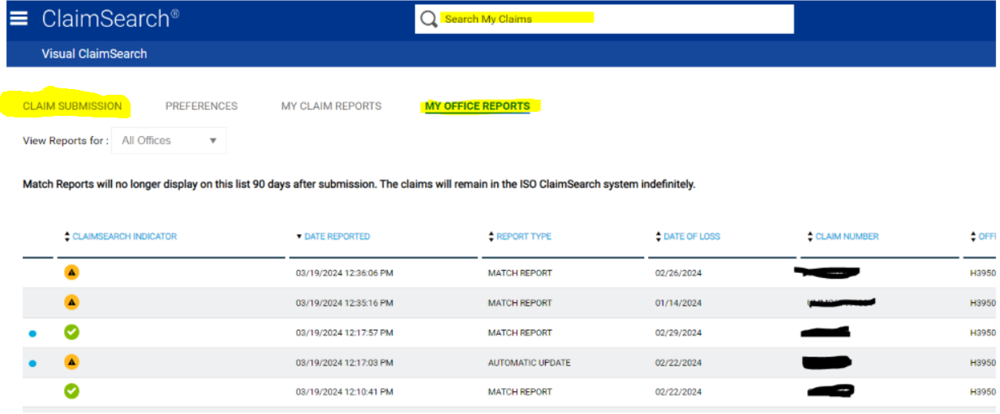 ClaimSearch®
Search My Claims
Visual ClaimSearch
CLAIM SUBMISSION PREFERENCES MY CLAIM REPORTS MY OFFICE REPORTS
View Reports for : All Offices
Match Reports will no longer display on this list 90 days after submission. The claims will remain in the ISO ClaimSearch system indefinitely.
CLAIMSEARCH INDICATOR DATE REPORTED REPORT TYPE DATE OF LOSS CLAIM NUMBER OFFI
03/19/2024 12:36:06 PM MATCH REPORT 02/26/2024 H3950
03/19/2024 12:35:16 PM MATCH REPORT 01/14/2024 H3950
03/19/2024 12:17:57 PM MATCH REPORT 02/29/2024 H3950
03/19/2024 12:17:03 PM AUTOMATIC UPDATE 02/22/2024 H3950
03/19/2024 12:10:41 PM MATCH REPORT 02/22/2024 H3950